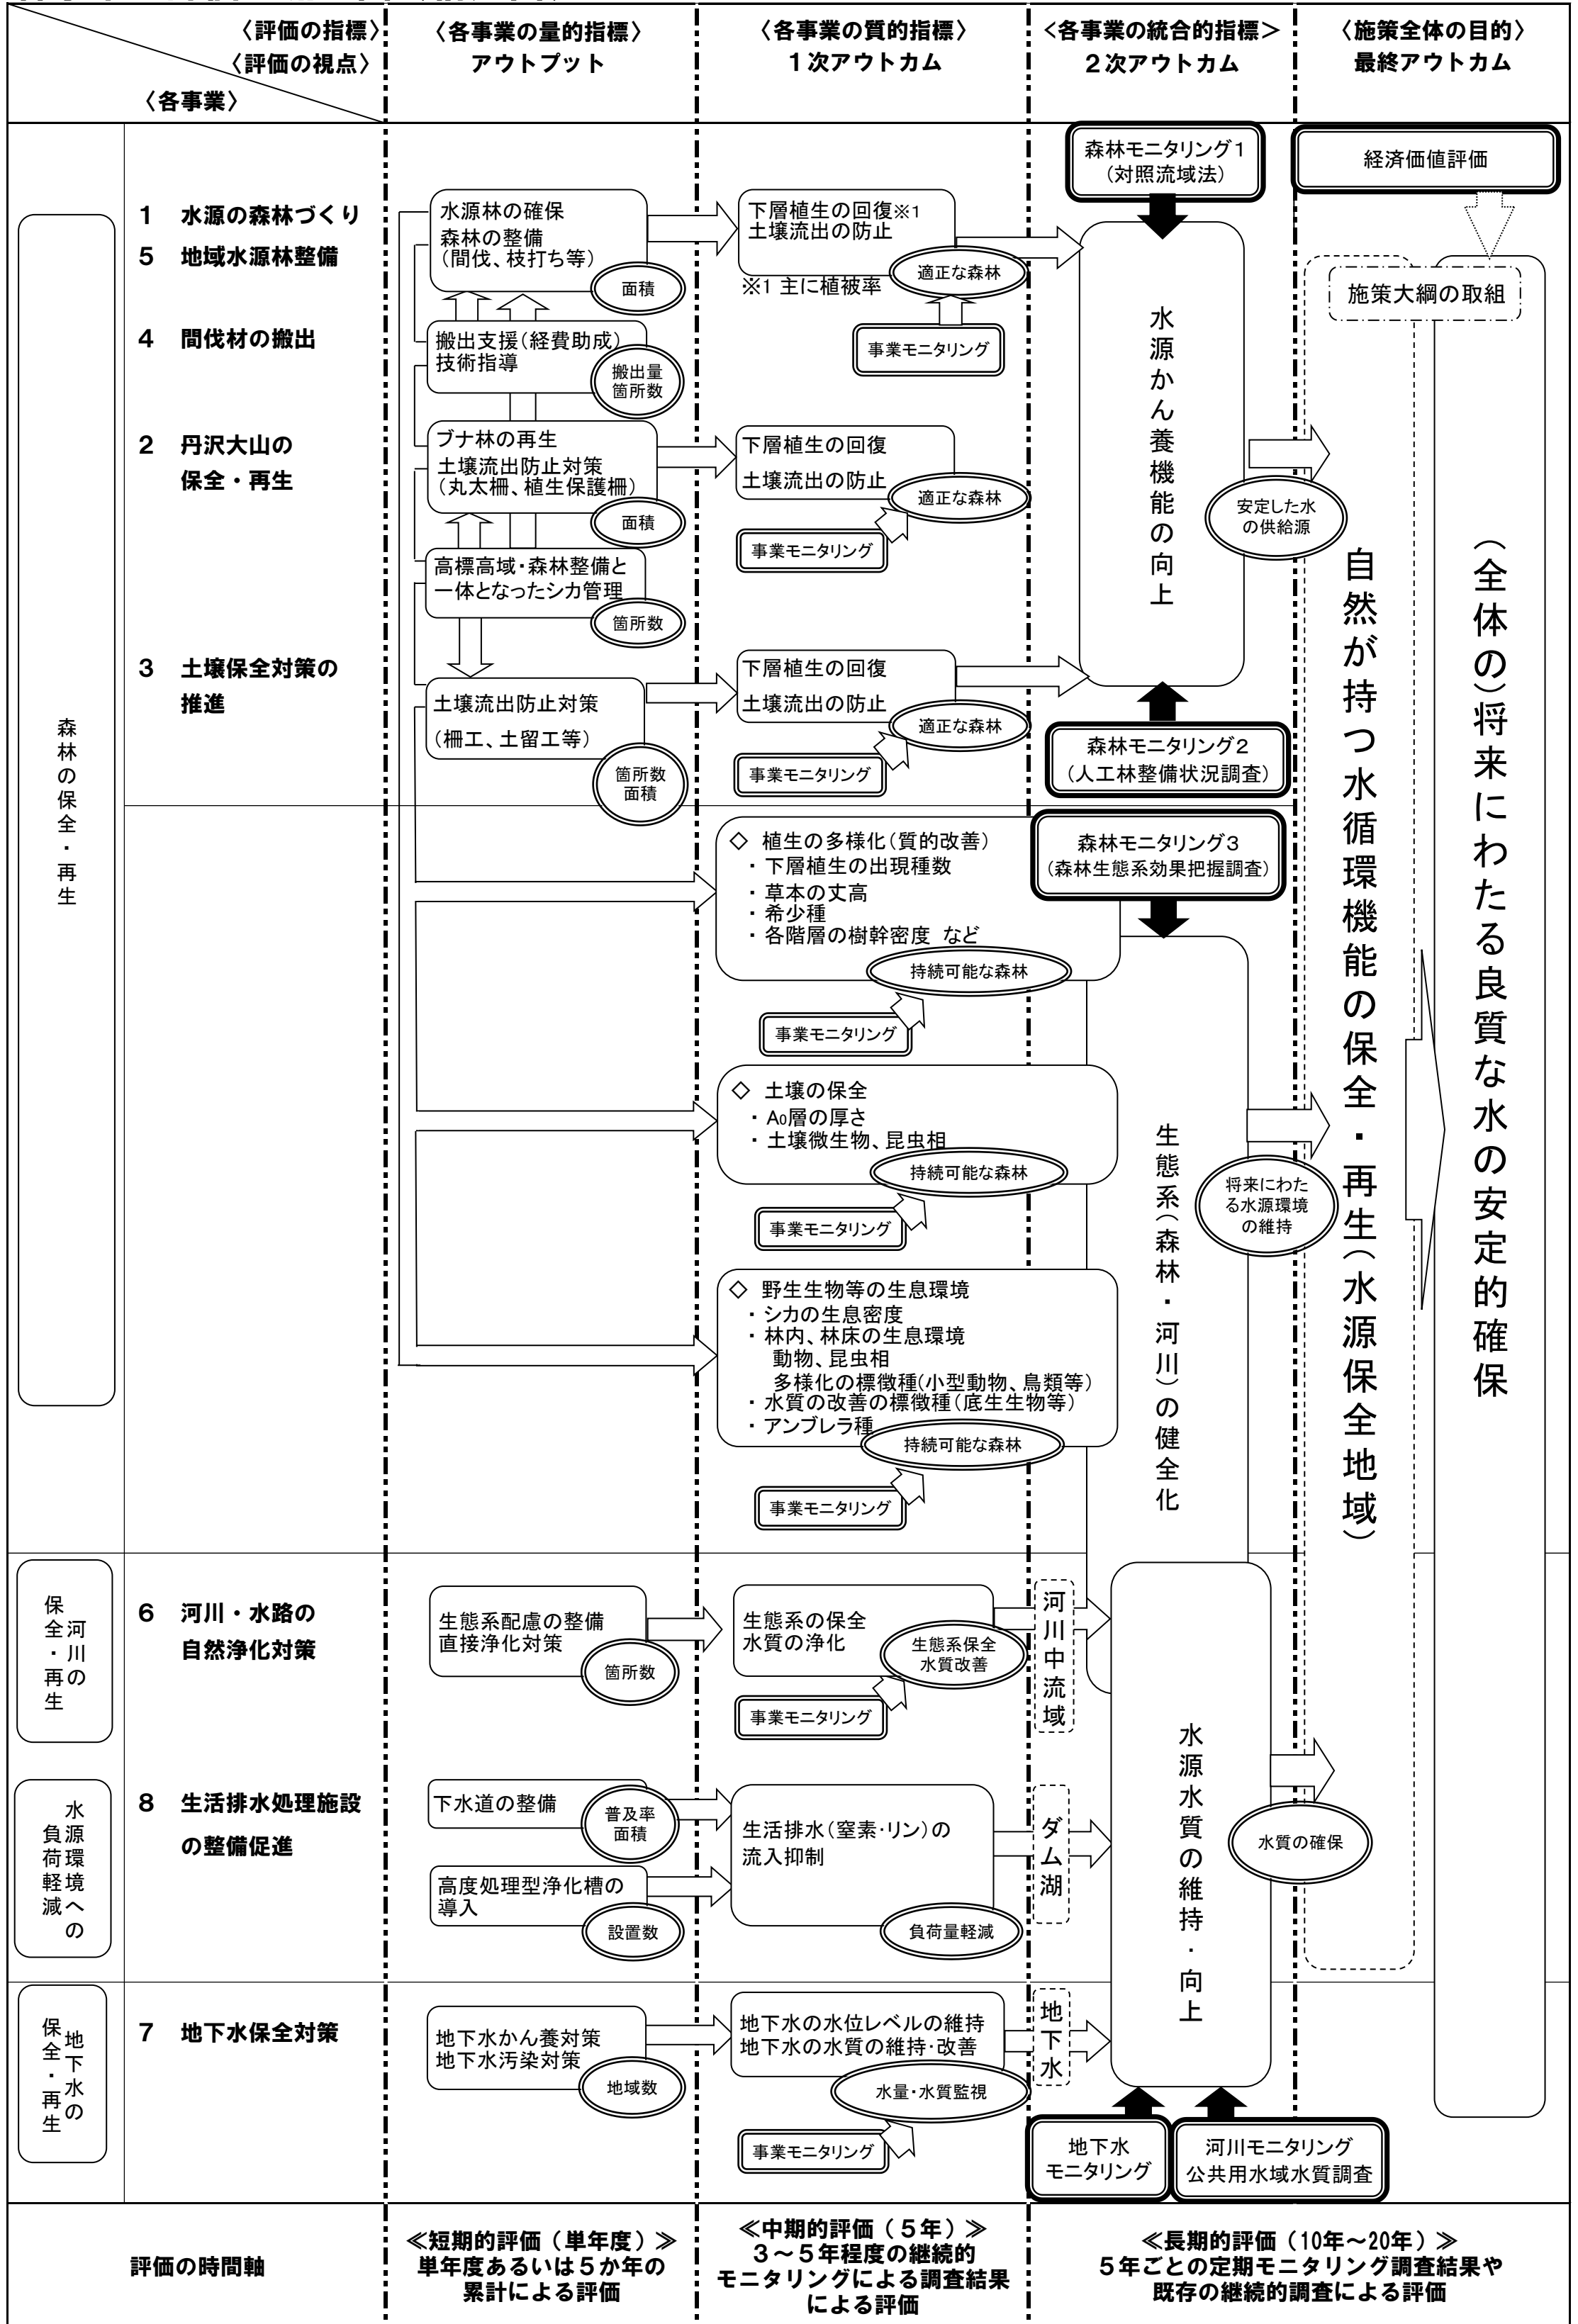 〈評価の指標〉
〈評価の視点〉
〈各事業〉
〈各事業の量的指標〉
アウトプット
〈各事業の質的指標〉
１次アウトカム
＜各事業の統合的指標＞
２次アウトカム
〈施策全体の目的〉
最終アウトカム
森林の保全・再生
1 水源の森林づくり
5 地域水源林整備
4 間伐材の搬出
2 丹沢大山の
保全・再生
3 土壌保全対策の
推進
水源林の確保
森林の整備
（間伐、枝打ち等）
面積
搬出支援（経費助成）
技術指導
搬出量
箇所数
ブナ林の再生
土壌流出防止対策
（丸太柵、植生保護柵）
面積
高標高域・森林整備と
一体となったシカ管理
箇所数
土壌流出防止対策
（柵工、土留工等）
箇所数
面積
下層植生の回復※1
土壌流出の防止
適正な森林
※1 主に植被率
事業モニタリング
下層植生の回復
土壌流出の防止
適正な森林
事業モニタリング
下層植生の回復
土壌流出の防止
適正な森林
事業モニタリング
◇ 植生の多様化（質的改善）
・下層植生の出現種数
・草本の丈高
・希少種
・各階層の樹幹密度 など
持続可能な森林
事業モニタリング
◇ 土壌の保全
・A0層の厚さ
・土壌微生物、昆虫相
持続可能な森林
事業モニタリング
◇ 野生生物等の生息環境
・シカの生息密度
・林内、林床の生息環境
動物、昆虫相
多様化の標徴種（小型動物、鳥類等）
・水質の改善の標徴種（底生生物等）
・アンブレラ種
持続可能な森林
事業モニタリング
森林モニタリング１
（対照流域法）
水源かん養機能の向上
森林モニタリング２
（人工林整備状況調査）
森林モニタリング３
（森林生態系効果把握調査）
生態系（森林・河川）の健全化
安定した水
の供給源
将来にわた
る水源環境
の維持
経済価値評価
施策大綱の取組
自然が持つ水循環機能の保全・再生（水源保全地域）
（全体の）将来にわたる良質な水の安定的確保
河川の
保全・再生
6 河川・水路の
自然浄化対策
生態系配慮の整備
直接浄化対策
箇所数
生態系の保全
水質の浄化
生態系保全
水質改善
事業モニタリング
河川中流域
水源環境への
負荷軽減
8 生活排水処理施設
の整備促進
下水道の整備
普及率
面積
高度処理型浄化槽の
導入
設置数
生活排水（窒素・リン）の
流入抑制
負荷量軽減
ダム湖
水源水質の維持・向上
水質の確保
地下水の
保全・再生
7 地下水保全対策
地下水かん養対策
地下水汚染対策
地域数
地下水の水位レベルの維持
地下水の水質の維持・改善
水量・水質監視
事業モニタリング
地下水
地下水
モニタリング
河川モニタリング
公共用水域水質調査
評価の時間軸
≪短期的評価（単年度）≫
単年度あるいは５か年の
累計による評価
≪中期的評価（５年）≫
３～５年程度の継続的
モニタリングによる調査結果
による評価
≪長期的評価（10年～20年）≫
５年ごとの定期モニタリング調査結果や
既存の継続的調査による評価